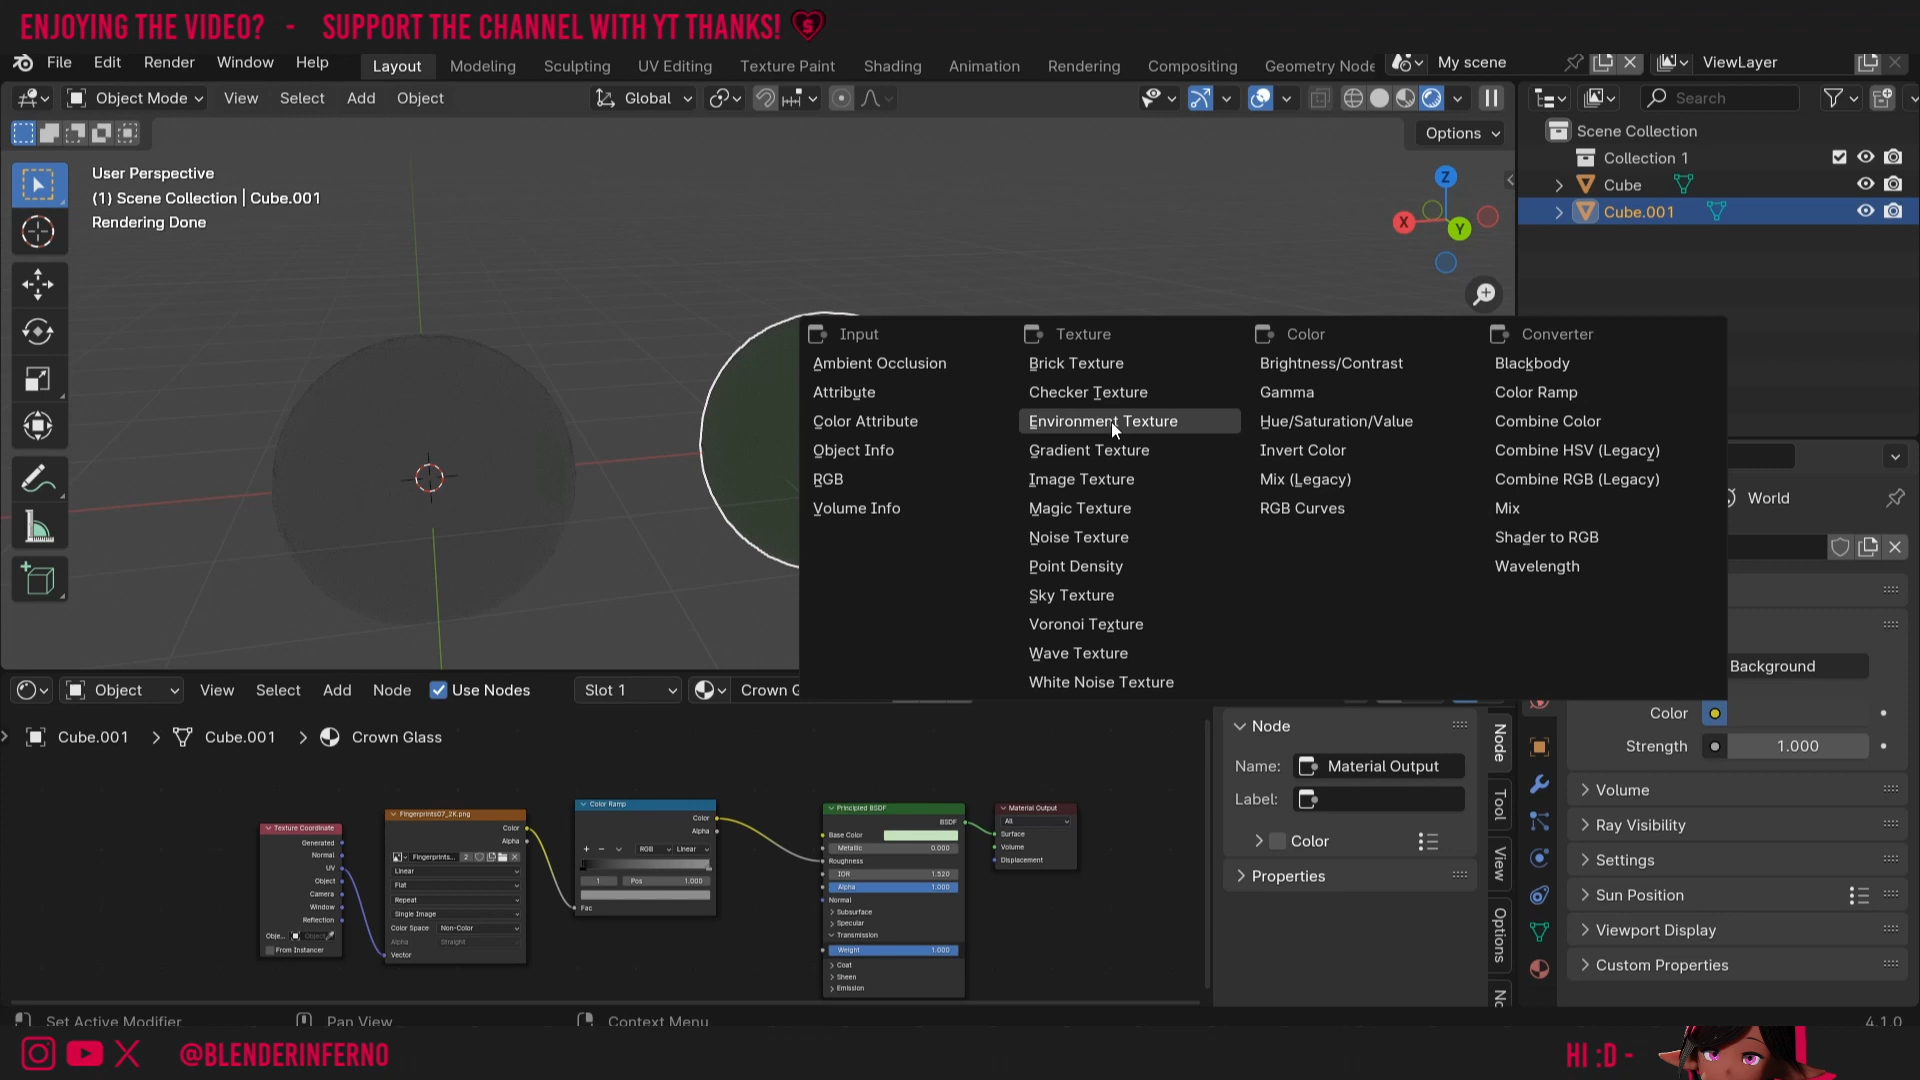 ENJOYING THE VIDEO? - SUPPORT THE CHANNEL WITH YT THANKS!
File Edit Render Window Help Layout Modeling Sculpting UV Editing Texture Paint Shading Animation Rendering Compositing Geometry Node My scene ViewLayer
Object Mode View Select Add Object Global Search
Options
Scene Collection
Collection 1
Cube
Cube.001
User Perspective
(1) Scene Collection | Cube.001
Rendering Done
Z
X
Y
Input
Ambient Occlusion
Attribute
Color Attribute
Object Info
RGB
Volume Info
Texture
Brick Texture
Checker Texture
Environment Texture
Gradient Texture
Image Texture
Magic Texture
Noise Texture
Point Density
Sky Texture
Voronoi Texture
Wave Texture
White Noise Texture
Color
Brightness/Contrast
Gamma
Hue/Saturation/Value
Invert Color
Mix (Legacy)
RGB Curves
Converter
Blackbody
Color Ramp
Combine Color
Combine HSV (Legacy)
Combine RGB (Legacy)
Mix
Shader to RGB
Wavelength
World
Background
Color
Strength 1.000
Volume
Ray Visibility
Settings
Sun Position
Viewport Display
Custom Properties
Object View Select Add Node Use Nodes Slot 1 Crown G
Cube.001 Cube.001 Crown Glass
Texture Coordinate
Generated
Normal
UV
Object
Camera
Window
Reflection
Obje... Object
From Instancer
Fingerprints07_2K.png
Color
Alpha
Fingerprints... 2
Linear
Flat
Repeat
Single Image
Color Space Non-Color
Alpha Straight
Vector
Color Ramp
Color
Alpha
RGB Linear
1 Pos 1.000
Fac
Principled BSDF
BSDF
Base Color
Metallic 0.000
Roughness
IOR 1.520
Alpha 1.000
Normal
Subsurface
Specular
Transmission
Weight 1.000
Coat
Sheen
Emission
Material Output
All
Surface
Volume
Displacement
Node
Name: Material Output
Label:
Color
Properties
Node
Tool
View
Options
Set Active Modifier Pan View Context Menu 4.1.0
@BLENDERINFERNO
HI :D -